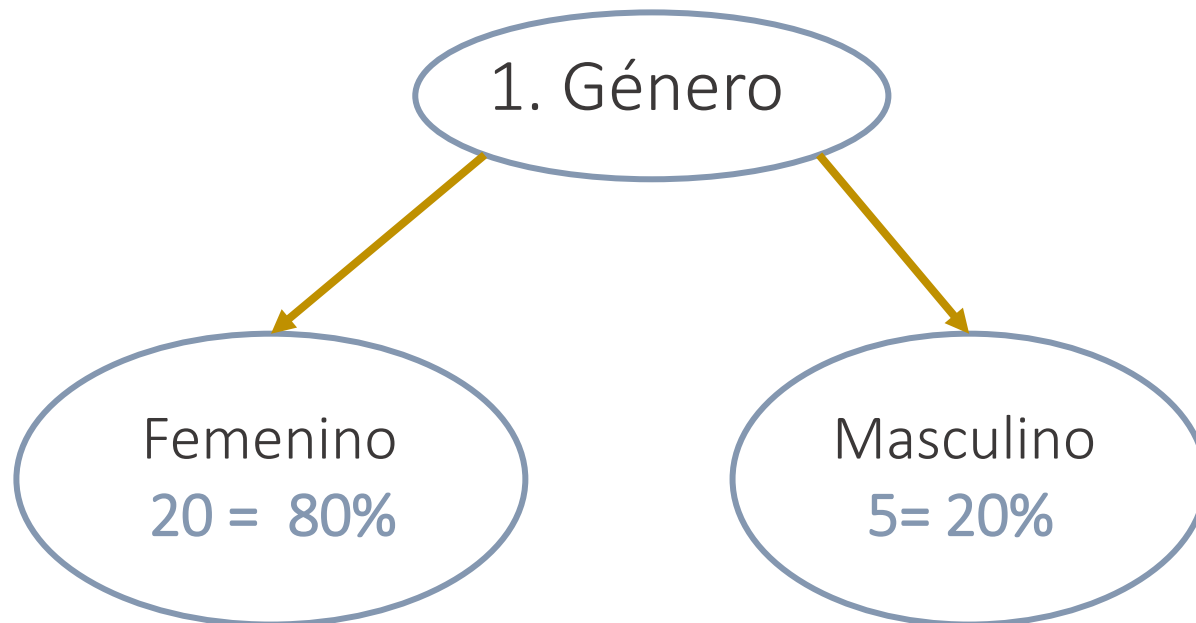 1. Género
Femenino
20 = 80%
Masculino
5= 20%